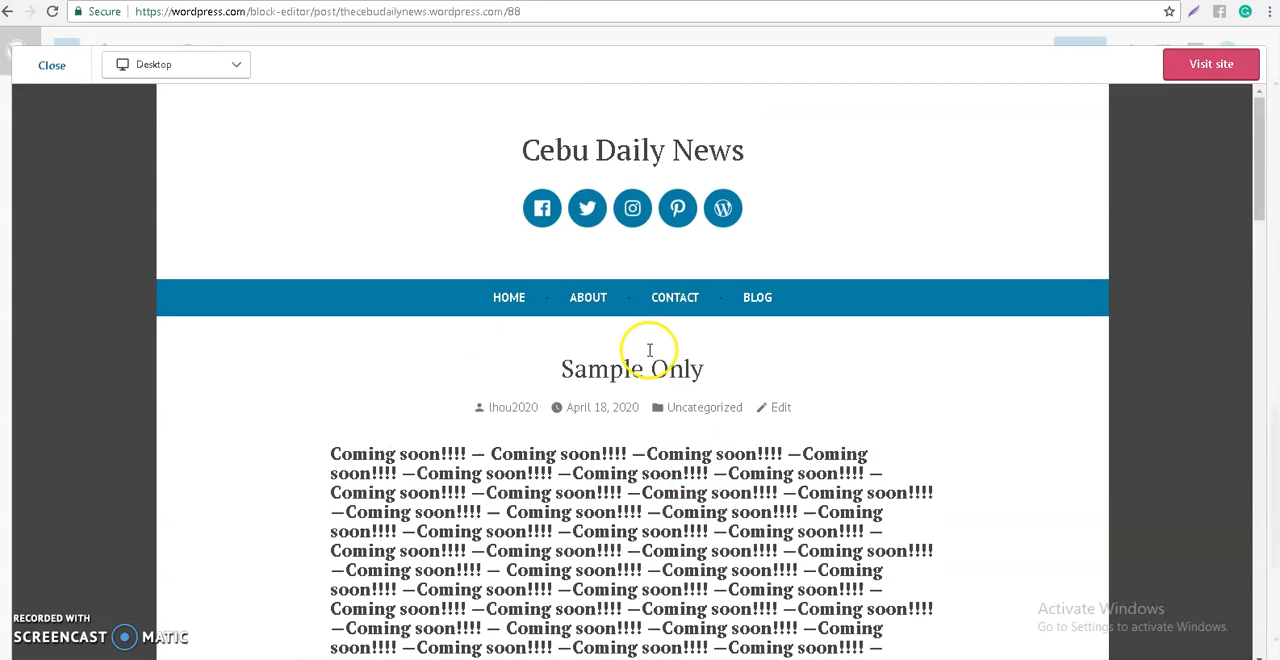 Secure
https://wordpress.com/block-editor/post/thecebudailynews.wordpress.com/88
Close
Desktop
Visit site
Cebu Daily News
HOME ABOUT CONTACT BLOG
Sample Only
lhou2020 April 18, 2020 Uncategorized Edit
Coming soon!!!! — Coming soon!!!! —Coming soon!!!! —Coming
soon!!!! —Coming soon!!!! —Coming soon!!!! —Coming soon!!!! —
Coming soon!!!! —Coming soon!!!! —Coming soon!!!! —Coming soon!!!!
—Coming soon!!!! — Coming soon!!!! —Coming soon!!!! —Coming
soon!!!! —Coming soon!!!! —Coming soon!!!! —Coming soon!!!! —
Coming soon!!!! —Coming soon!!!! —Coming soon!!!! —Coming soon!!!!
—Coming soon!!!! — Coming soon!!!! —Coming soon!!!! —Coming
soon!!!! —Coming soon!!!! —Coming soon!!!! —Coming soon!!!! —
Coming soon!!!! —Coming soon!!!! —Coming soon!!!! —Coming soon!!!!
—Coming soon!!!! — Coming soon!!!! —Coming soon!!!! —Coming
soon!!!! —Coming soon!!!! —Coming soon!!!! —Coming soon!!!! —
Activate Windows
Go to Settings to activate Windows.
RECORDED WITH
SCREENCAST MATIC